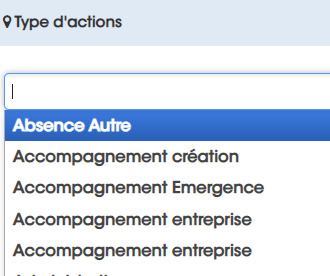 Type d'actions
Absence Autre
Accompagnement création
Accompagnement Emergence
Accompagnement entreprise
Accompagnement entreprise